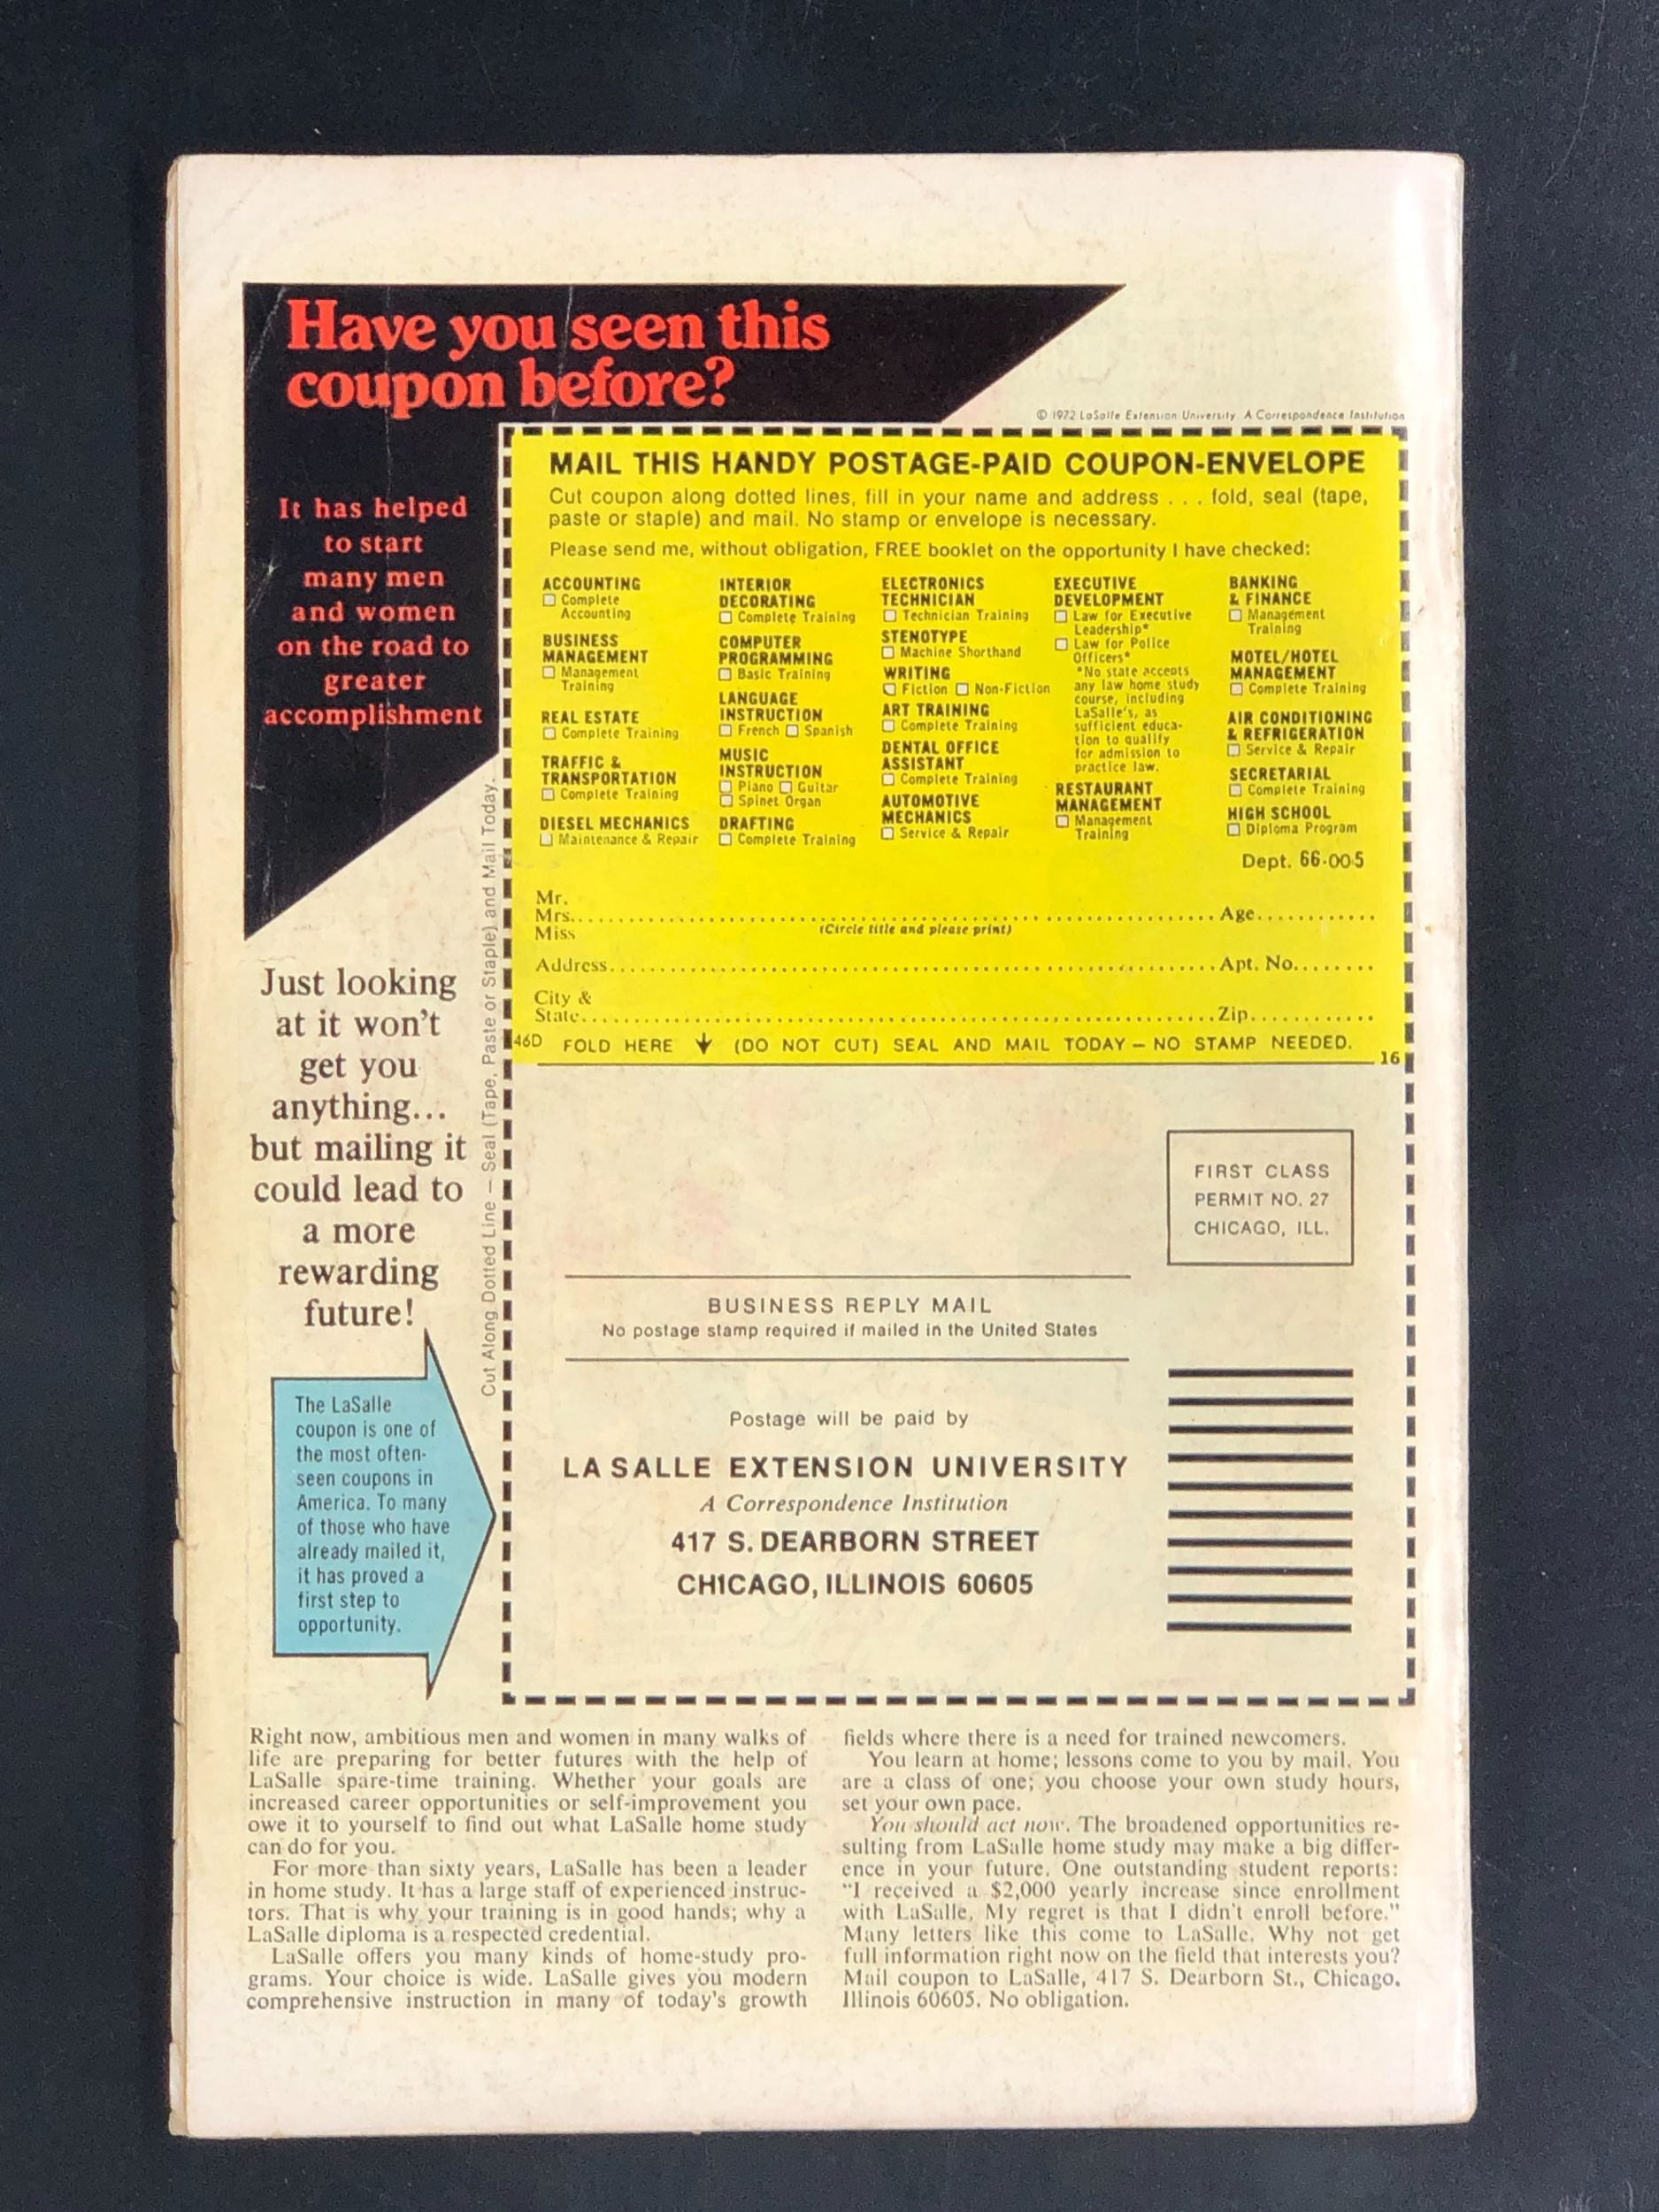 Have you seen this
coupon before?
It has helped
to start
many men
and women
on the road to
greater
accomplishment
© 1972 LaSalle Extension University A Correspondence Institution
MAIL THIS HANDY POSTAGE-PAID COUPON-ENVELOPE
Cut coupon along dotted lines, fill in your name and address . . . fold, seal (tape,
paste or staple) and mail. No stamp or envelope is necessary.
Please send me, without obligation, FREE booklet on the opportunity I have checked:
ACCOUNTING
☐ Complete
Accounting
BUSINESS
MANAGEMENT
☐ Management
Training
REAL ESTATE
☐ Complete Training
TRAFFIC &
TRANSPORTATION
☐ Complete Training
DIESEL MECHANICS
☐ Maintenance & Repair
INTERIOR
DECORATING
☐ Complete Training
COMPUTER
PROGRAMMING
☐ Basic Training
LANGUAGE
INSTRUCTION
☐ French ☐ Spanish
MUSIC
INSTRUCTION
☐ Piano ☐ Guitar
☐ Spinet Organ
DRAFTING
☐ Complete Training
ELECTRONICS
TECHNICIAN
☐ Technician Training
STENOTYPE
☐ Machine Shorthand
WRITING
☐ Fiction ☐ Non-Fiction
ART TRAINING
☐ Complete Training
DENTAL OFFICE
ASSISTANT
☐ Complete Training
AUTOMOTIVE
MECHANICS
☐ Service & Repair
EXECUTIVE
DEVELOPMENT
☐ Law for Executive
Leadership*
☐ Law for Police
Officers*
*No state accepts
any law home study
course, including
LaSalle's, as
sufficient educa-
tion to qualify
for admission to
practice law.
RESTAURANT
MANAGEMENT
☐ Management
Training
BANKING
& FINANCE
☐ Management
Training
MOTEL/HOTEL
MANAGEMENT
☐ Complete Training
AIR CONDITIONING
& REFRIGERATION
☐ Service & Repair
SECRETARIAL
☐ Complete Training
HIGH SCHOOL
☐ Diploma Program
Dept. 66-005
Mr.
Mrs.......... Age..........
Miss (Circle title and please print)
Address.......... Apt. No..........
City &
State.......... Zip..........
46D FOLD HERE ↓ (DO NOT CUT) SEAL AND MAIL TODAY – NO STAMP NEEDED.
16
Cut Along Dotted Line – Seal (Tape, Paste or Staple) and Mail Today.
Just looking
at it won't
get you
anything...
but mailing it
could lead to
a more
rewarding
future!
The LaSalle
coupon is one of
the most often-
seen coupons in
America. To many
of those who have
already mailed it,
it has proved a
first step to
opportunity.
FIRST CLASS
PERMIT NO. 27
CHICAGO, ILL.
BUSINESS REPLY MAIL
No postage stamp required if mailed in the United States
Postage will be paid by
LA SALLE EXTENSION UNIVERSITY
A Correspondence Institution
417 S. DEARBORN STREET
CHICAGO, ILLINOIS 60605
Right now, ambitious men and women in many walks of
life are preparing for better futures with the help of
LaSalle spare-time training. Whether your goals are
increased career opportunities or self-improvement you
owe it to yourself to find out what LaSalle home study
can do for you.
For more than sixty years, LaSalle has been a leader
in home study. It has a large staff of experienced instruc-
tors. That is why your training is in good hands; why a
LaSalle diploma is a respected credential.
LaSalle offers you many kinds of home-study pro-
grams. Your choice is wide. LaSalle gives you modern
comprehensive instruction in many of today's growth
fields where there is a need for trained newcomers.
You learn at home; lessons come to you by mail. You
are a class of one; you choose your own study hours,
set your own pace.
You should act now. The broadened opportunities re-
sulting from LaSalle home study may make a big differ-
ence in your future. One outstanding student reports:
"I received a $2,000 yearly increase since enrollment
with LaSalle. My regret is that I didn't enroll before."
Many letters like this come to LaSalle. Why not get
full information right now on the field that interests you?
Mail coupon to LaSalle, 417 S. Dearborn St., Chicago,
Illinois 60605. No obligation.